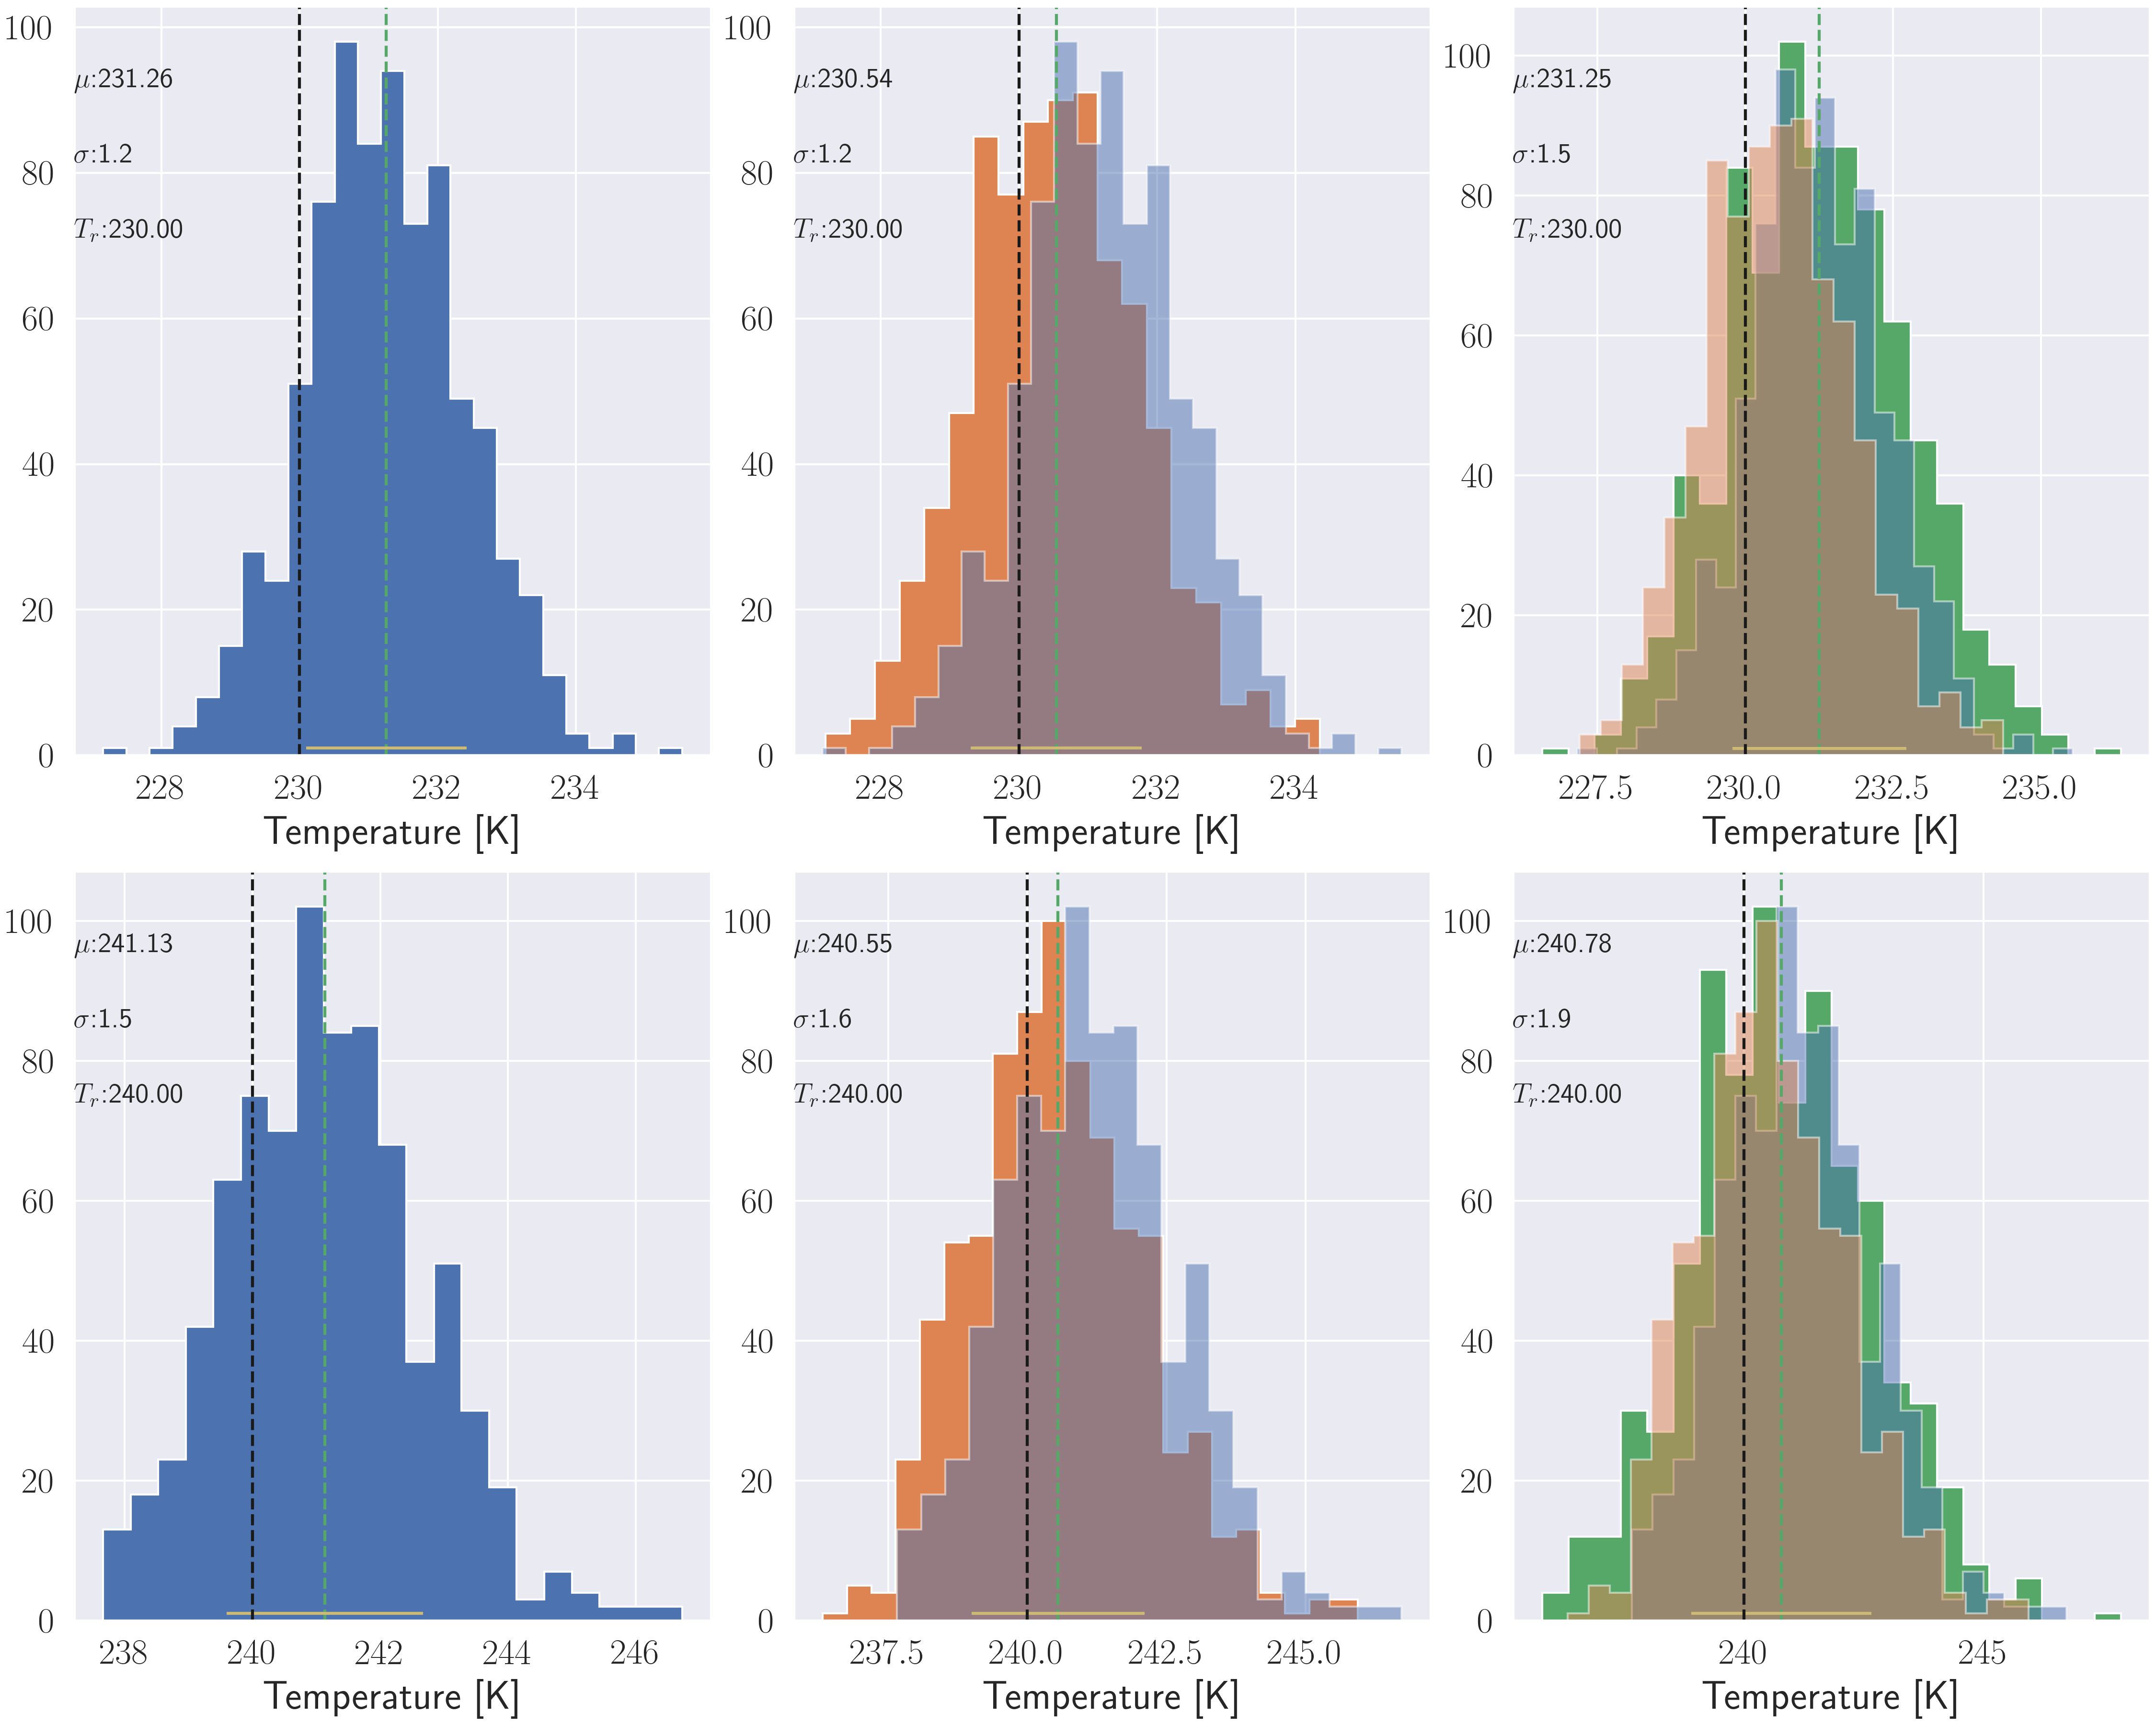 100
80
60
40
20
0
μ:231.26
σ:1.2
T_r:230.00
228 230 232 234
Temperature [K]
100
80
60
40
20
0
μ:230.54
σ:1.2
T_r:230.00
228 230 232 234
Temperature [K]
100
80
60
40
20
0
μ:231.25
σ:1.5
T_r:230.00
227.5 230.0 232.5 235.0
Temperature [K]
100
80
60
40
20
0
μ:241.13
σ:1.5
T_r:240.00
238 240 242 244 246
Temperature [K]
100
80
60
40
20
0
μ:240.55
σ:1.6
T_r:240.00
237.5 240.0 242.5 245.0
Temperature [K]
100
80
60
40
20
0
μ:240.78
σ:1.9
T_r:240.00
240 245
Temperature [K]